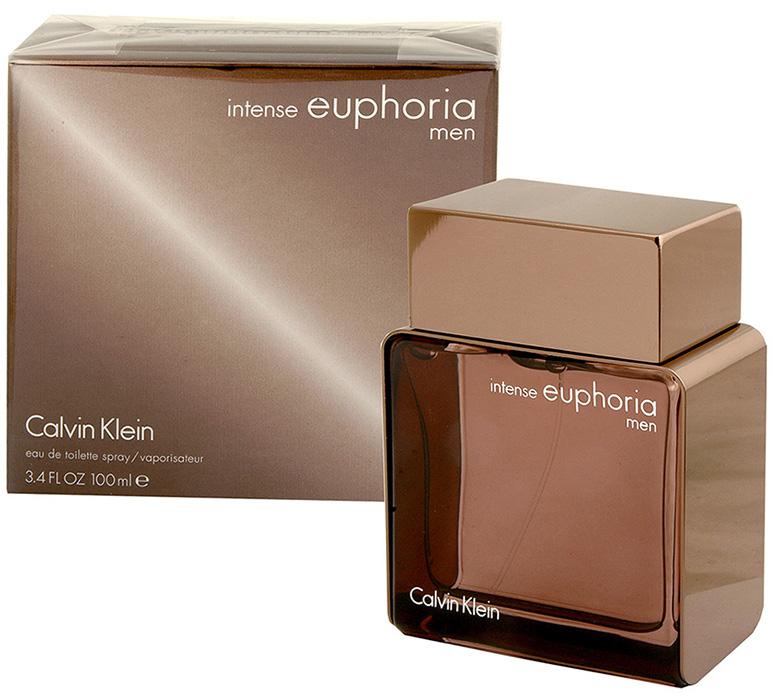 intense euphoria
men
Calvin Klein
eau de toilette spray/vaporisateur
3.4 FL OZ 100 ml ℮
intense euphoria
men
Calvin Klein